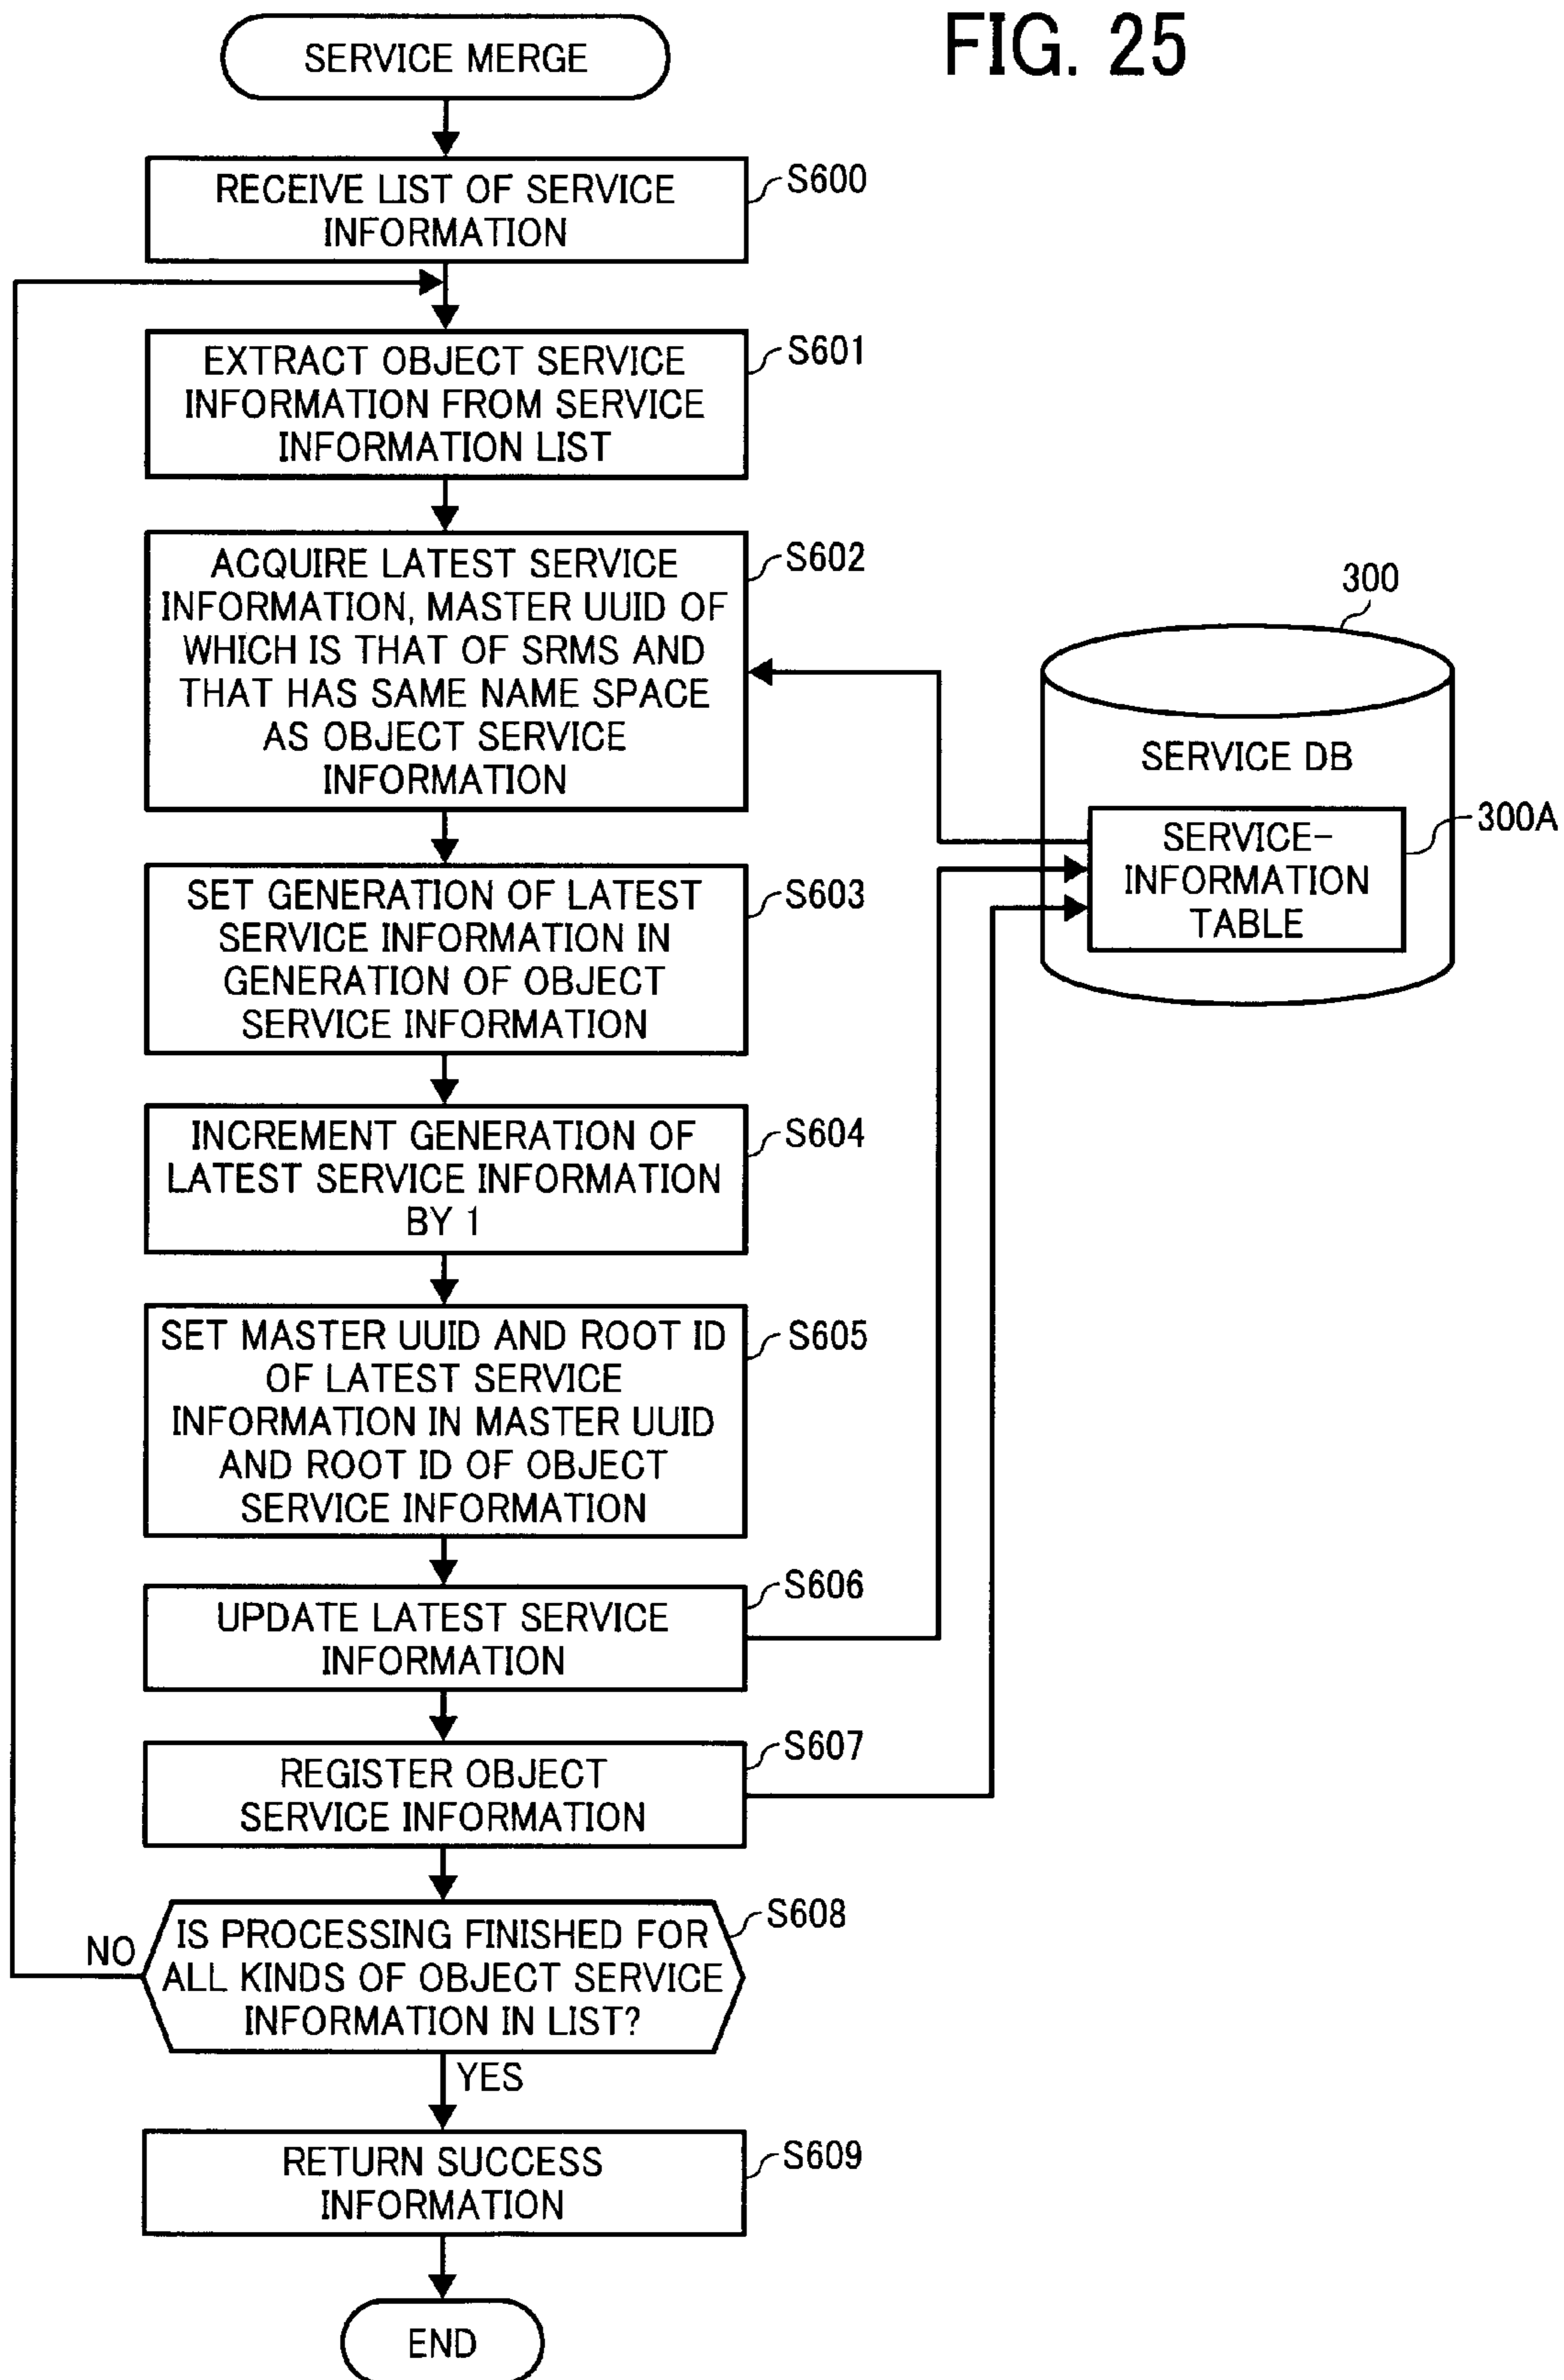 FIG. 25
SERVICE MERGE
RECEIVE LIST OF SERVICE
INFORMATION
S600
EXTRACT OBJECT SERVICE
INFORMATION FROM SERVICE
INFORMATION LIST
S601
ACQUIRE LATEST SERVICE
INFORMATION, MASTER UUID OF
WHICH IS THAT OF SRMS AND
THAT HAS SAME NAME SPACE
AS OBJECT SERVICE
INFORMATION
S602
300
SERVICE DB
SERVICE-
INFORMATION
TABLE
300A
SET GENERATION OF LATEST
SERVICE INFORMATION IN
GENERATION OF OBJECT
SERVICE INFORMATION
S603
INCREMENT GENERATION OF
LATEST SERVICE INFORMATION
BY 1
S604
SET MASTER UUID AND ROOT ID
OF LATEST SERVICE
INFORMATION IN MASTER UUID
AND ROOT ID OF OBJECT
SERVICE INFORMATION
S605
UPDATE LATEST SERVICE
INFORMATION
S606
REGISTER OBJECT
SERVICE INFORMATION
S607
IS PROCESSING FINISHED FOR
ALL KINDS OF OBJECT SERVICE
INFORMATION IN LIST?
S608
NO
YES
RETURN SUCCESS
INFORMATION
S609
END